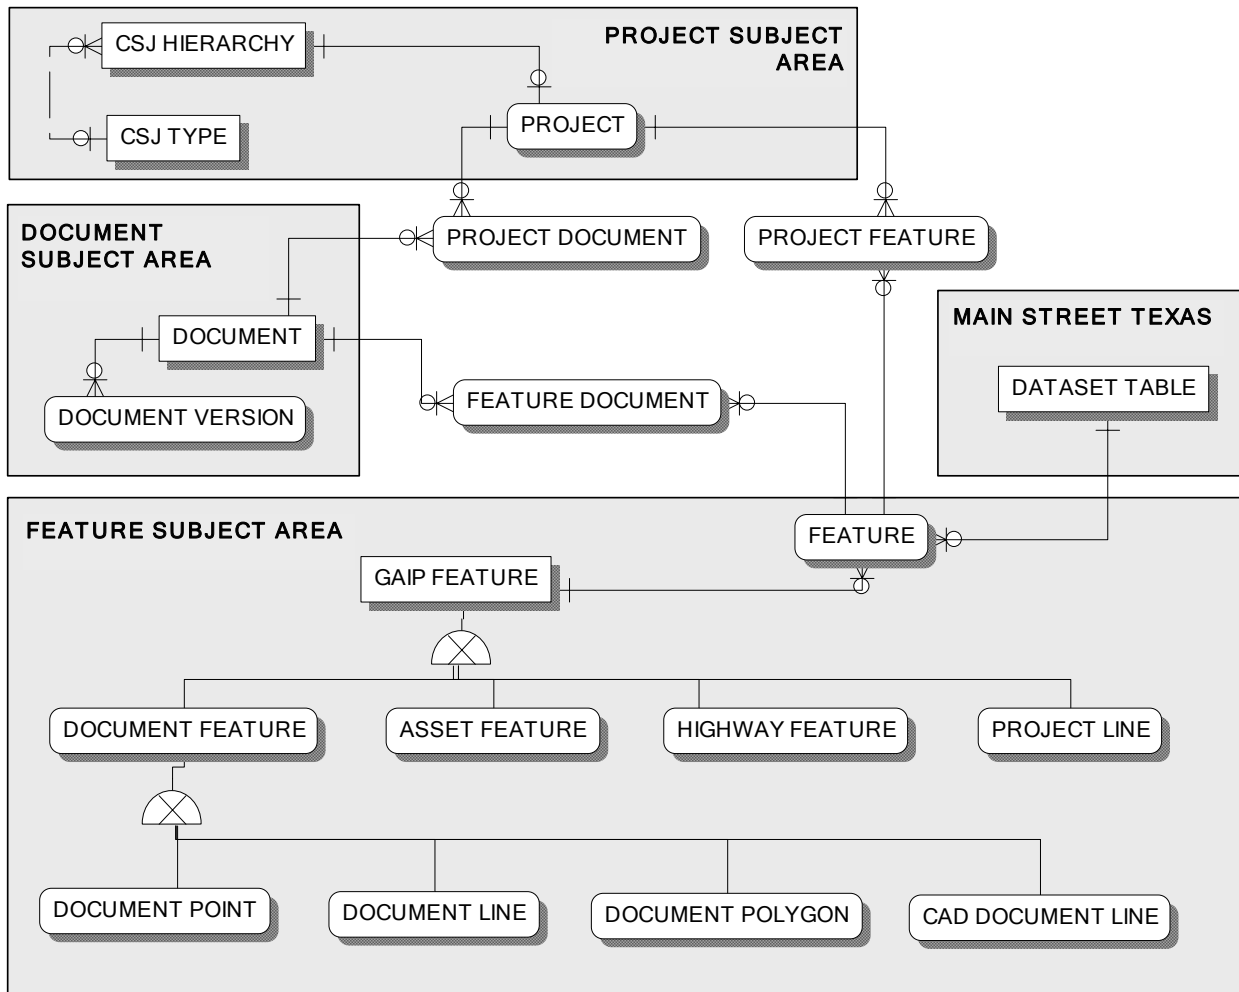 CSJ HIERARCHY
PROJECT SUBJECT
AREA
CSJ TYPE
PROJECT
DOCUMENT
SUBJECT AREA
PROJECT DOCUMENT
PROJECT FEATURE
MAIN STREET TEXAS
DOCUMENT
DATASET TABLE
DOCUMENT VERSION
FEATURE DOCUMENT
FEATURE SUBJECT AREA
FEATURE
GAIP FEATURE
DOCUMENT FEATURE
ASSET FEATURE
HIGHWAY FEATURE
PROJECT LINE
DOCUMENT POINT
DOCUMENT LINE
DOCUMENT POLYGON
CAD DOCUMENT LINE